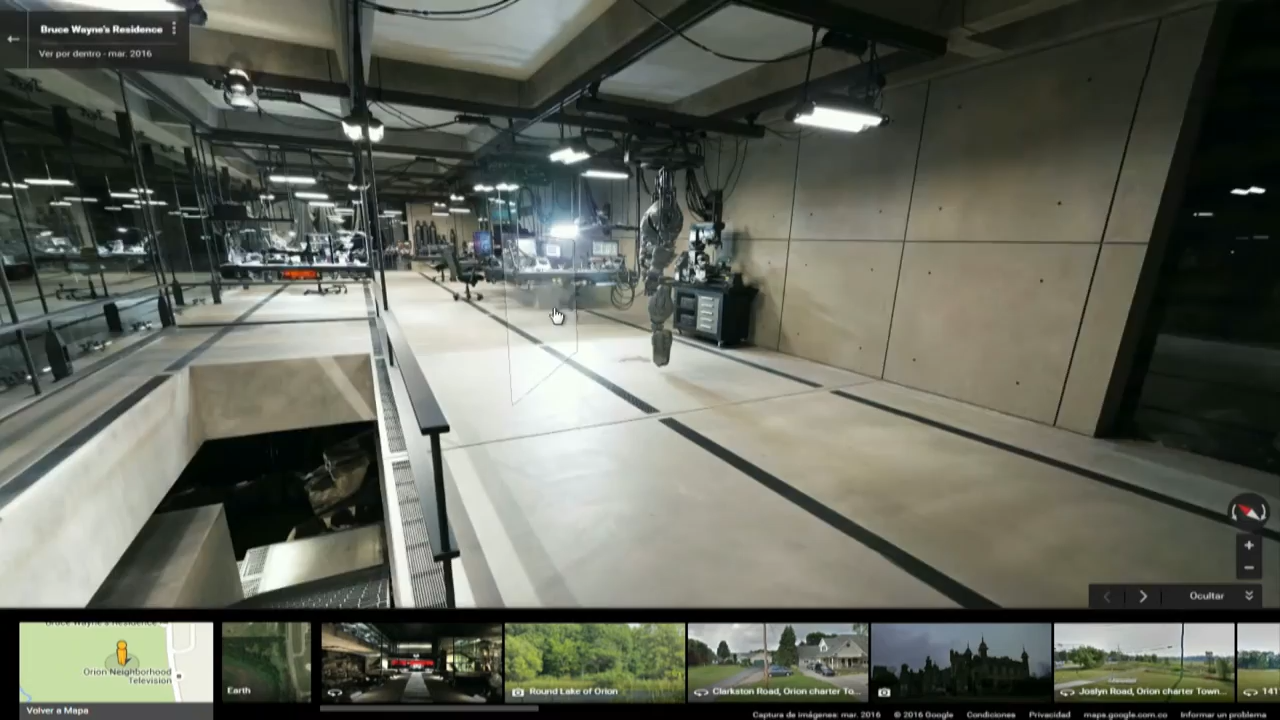 Bruce Wayne's Residence
Ver por dentro - mar. 2016
Ocultar
Bruce Wayne's Residence
Orion Neighborhood
Television
Earth
Round Lake of Orion
Clarkston Road, Orion charter To...
Joslyn Road, Orion charter Town...
141
Volver a Mapa
Captura de imágenes: mar. 2016
© 2016 Google
Condiciones
Privacidad
maps.google.com.co
Informar un problema